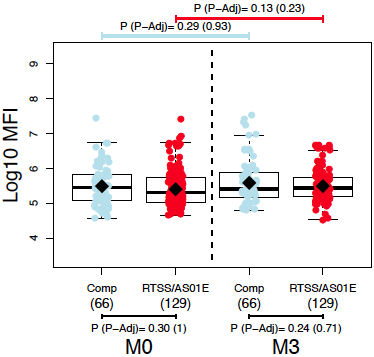 P (P-Adj)= 0.13 (0.23)
P (P-Adj)= 0.29 (0.93)
Log10 MFI
9
8
7
6
5
4
Comp RTSS/AS01E Comp RTSS/AS01E
(66) (129) (66) (129)
P (P-Adj)= 0.30 (1) P (P-Adj)= 0.24 (0.71)
M0 M3